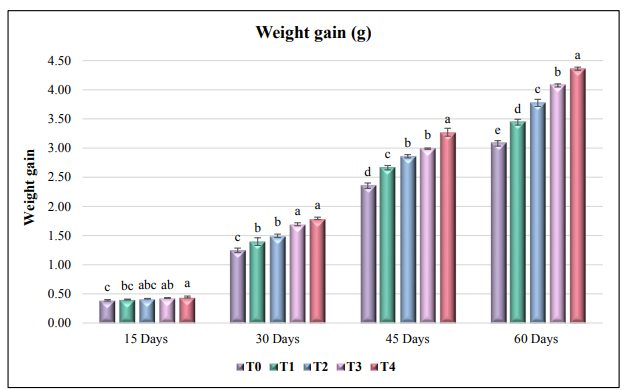 Weight gain (g)
Weight gain
4.50
4.00
3.50
3.00
2.50
2.00
1.50
1.00
0.50
0.00
c bc abc ab a
c b b a a
d c b b a
e d c b a
15 Days 30 Days 45 Days 60 Days
T0 T1 T2 T3 T4